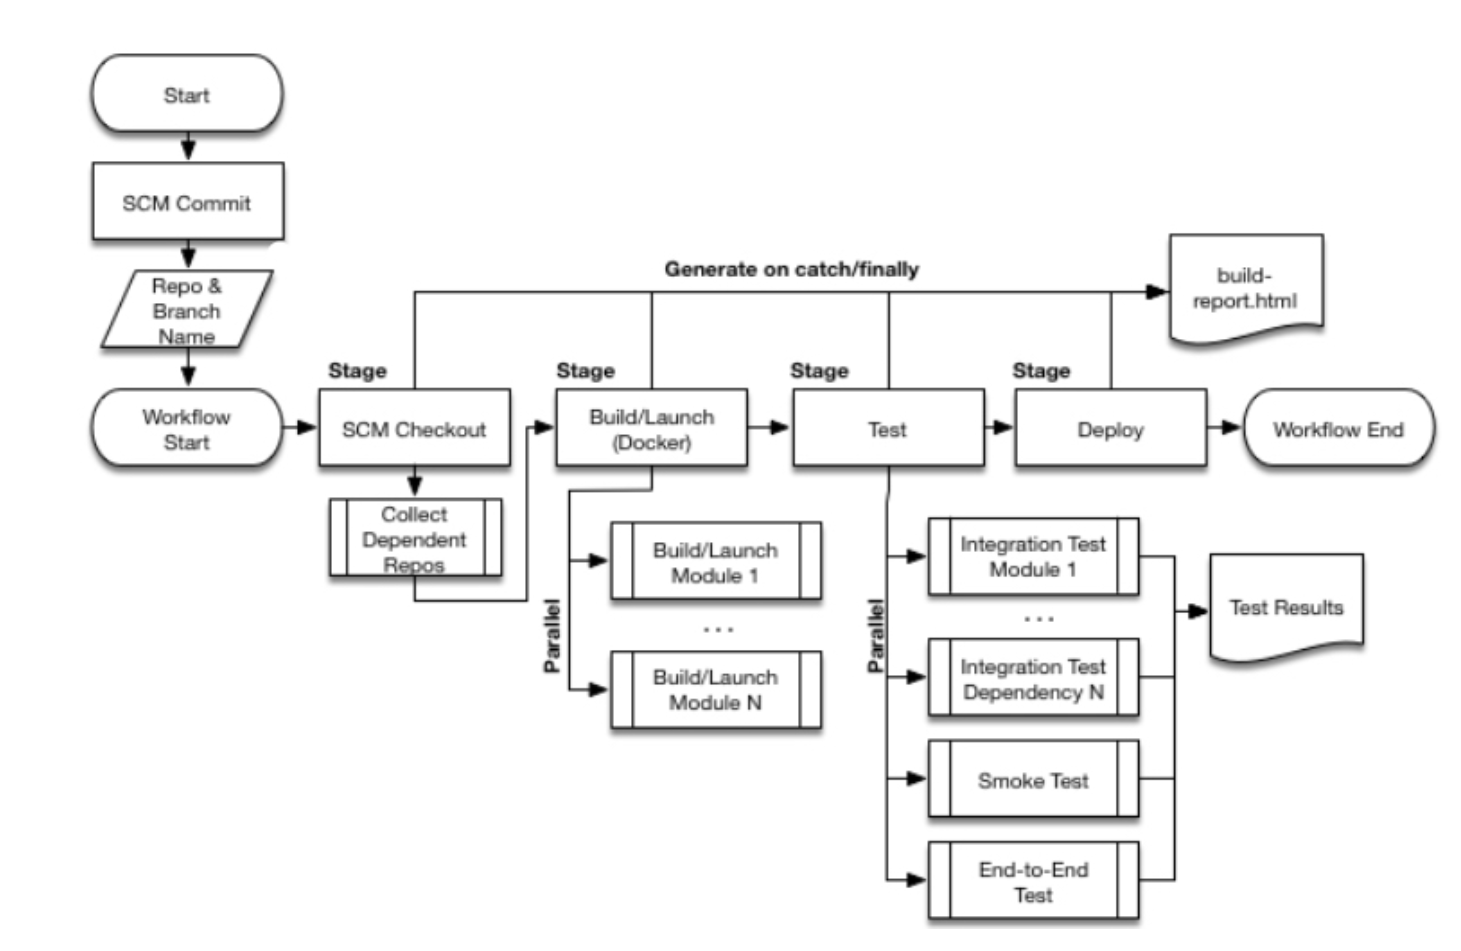 Start
SCM Commit
Repo &
Branch
Name
Generate on catch/finally
build-
report.html
Stage
Stage
Stage
Stage
Workflow
Start
SCM Checkout
Build/Launch
(Docker)
Test
Deploy
Workflow End
Collect
Dependent
Repos
Parallel
Build/Launch
Module 1
...
Build/Launch
Module N
Parallel
Integration Test
Module 1
...
Integration Test
Dependency N
Smoke Test
End-to-End
Test
Test Results